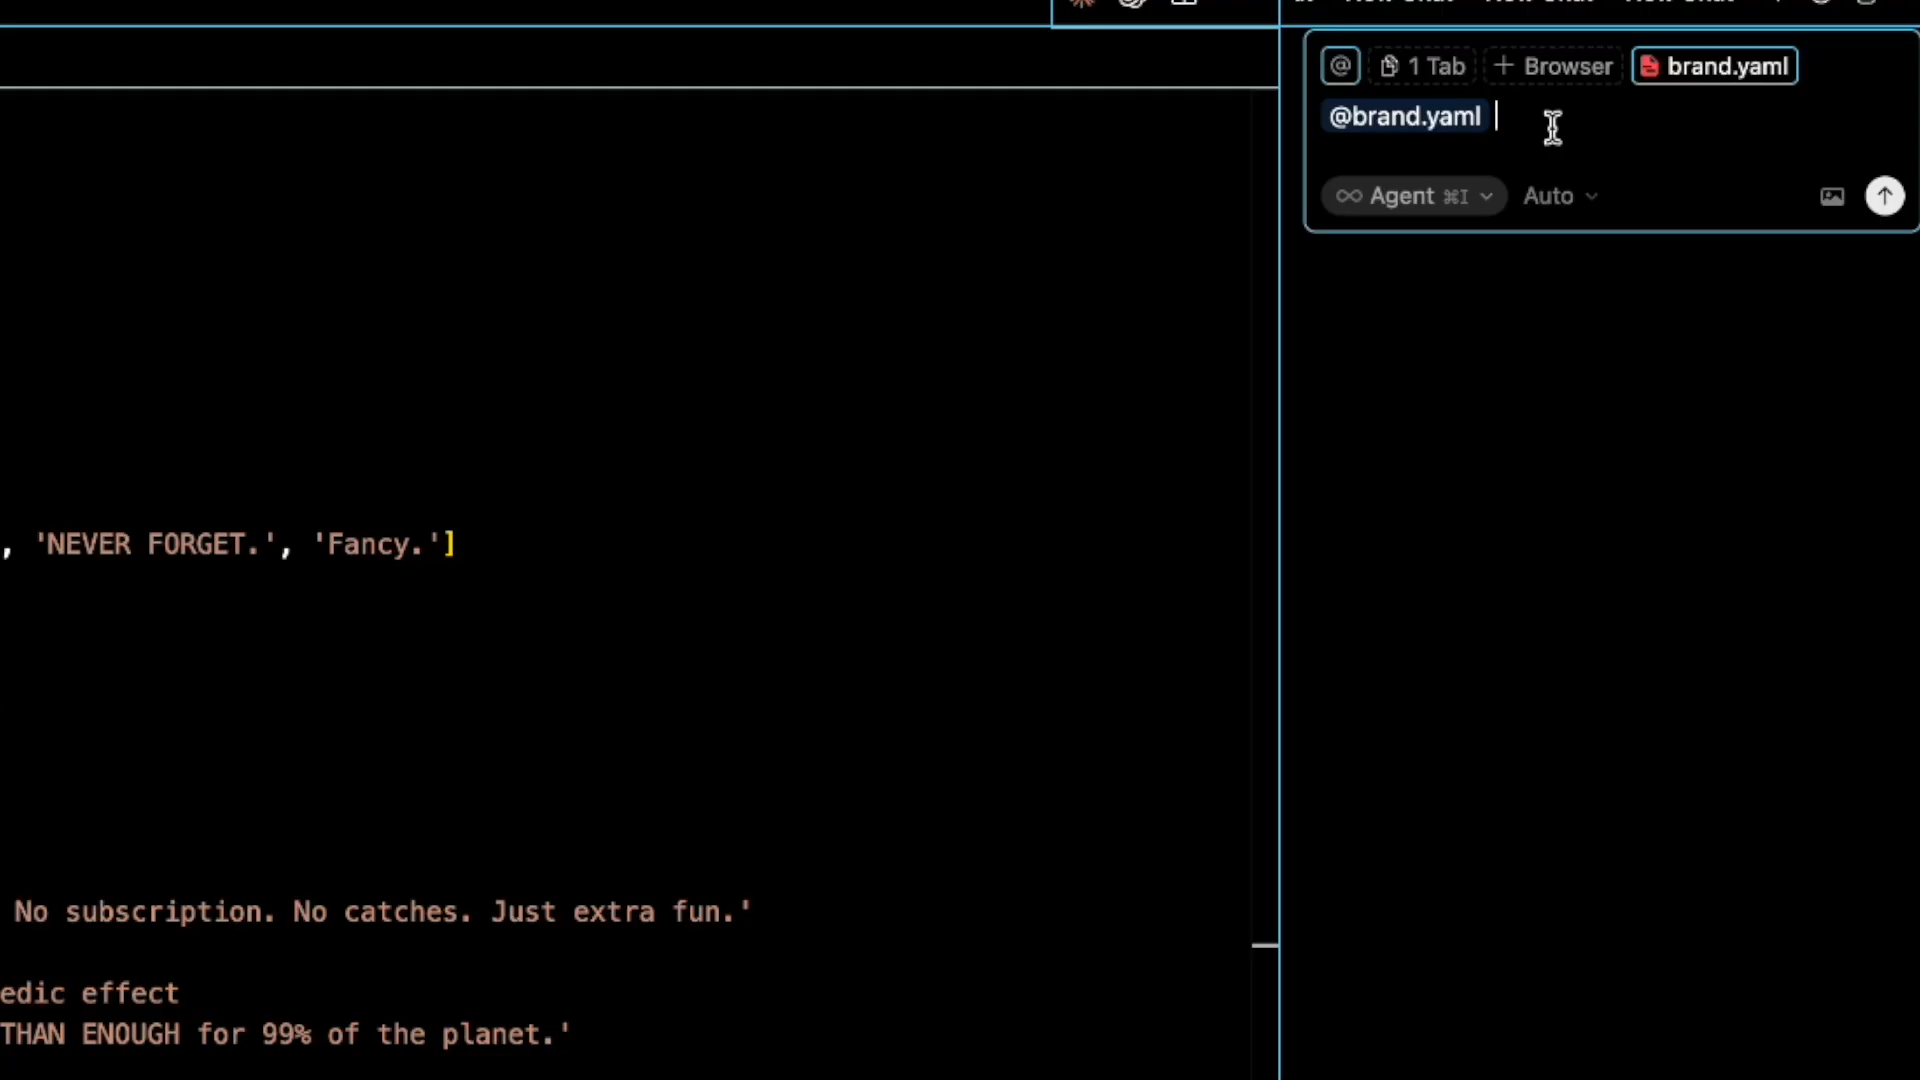 @ 1 Tab + Browser brand.yaml
@brand.yaml
∞ Agent ⌘I Auto
, 'NEVER FORGET.', 'Fancy.']
No subscription. No catches. Just extra fun.'
edic effect
THAN ENOUGH for 99% of the planet.'